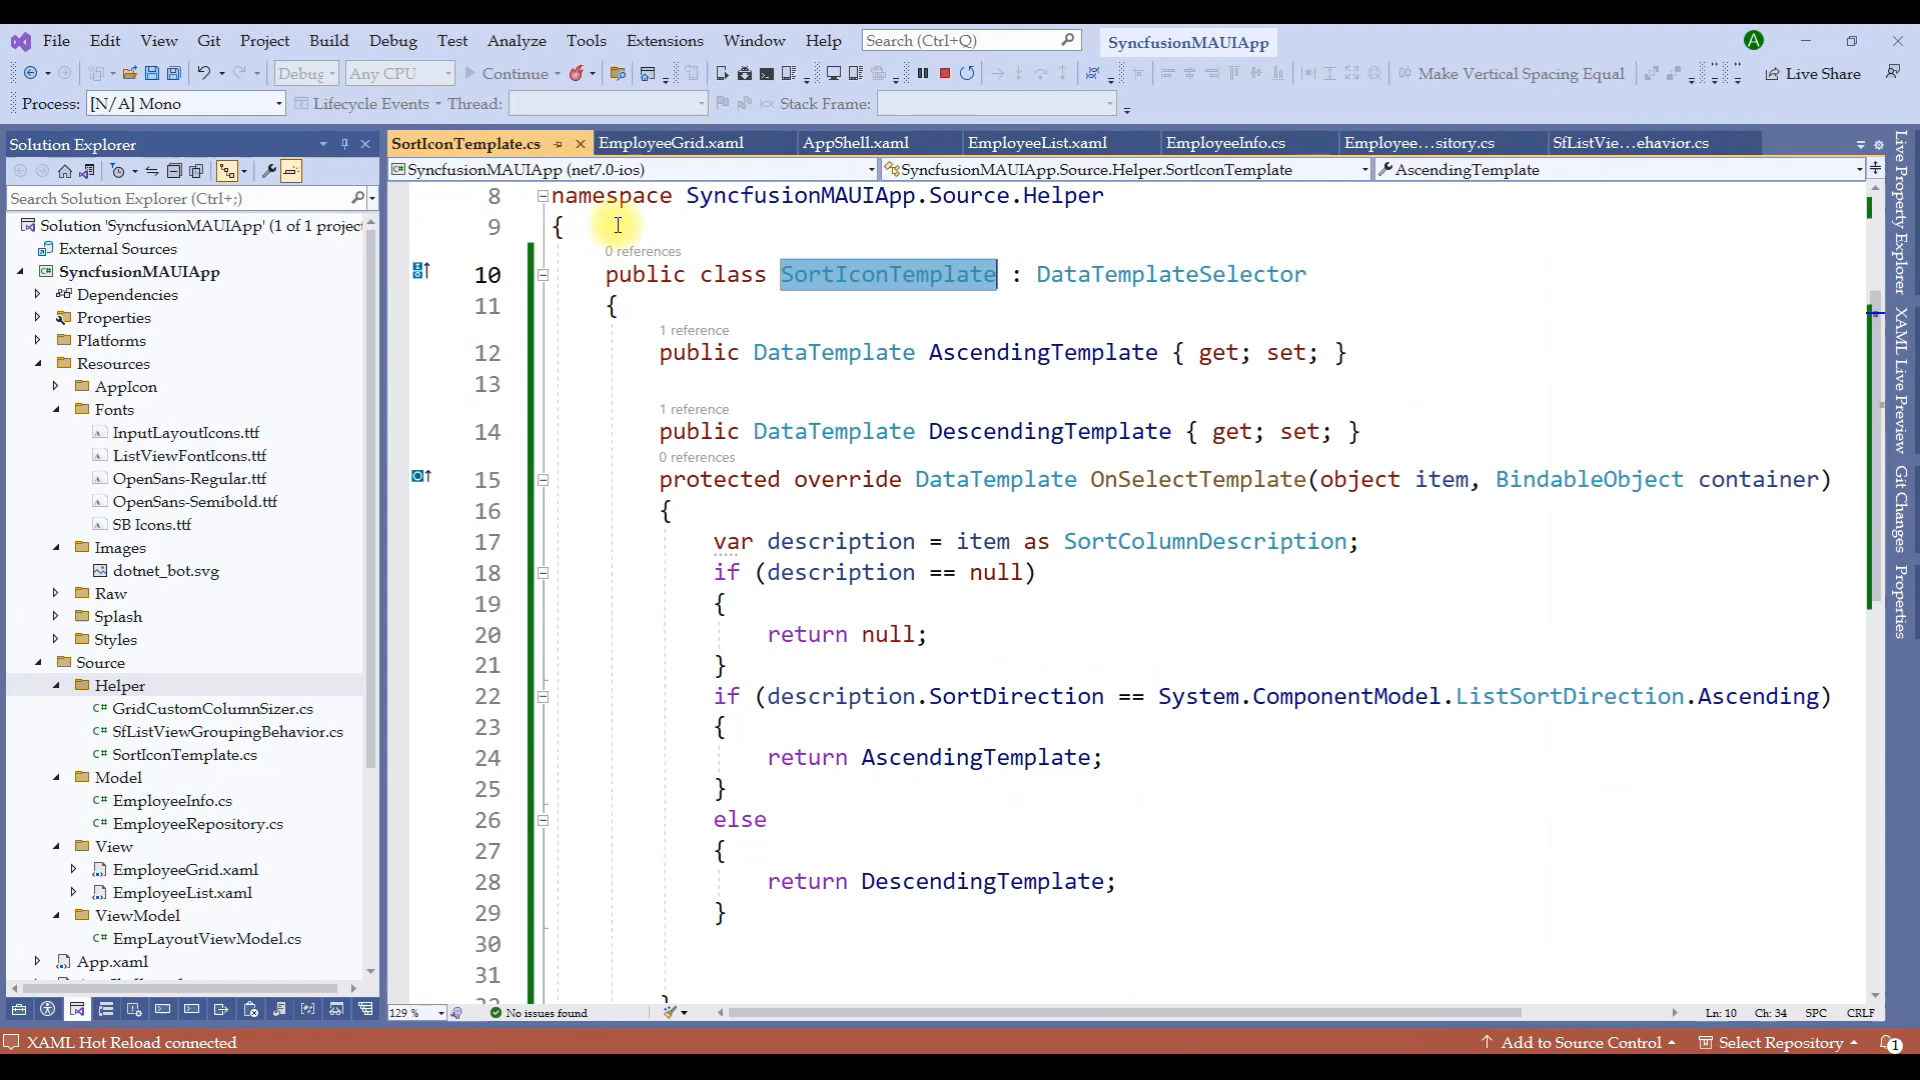 File Edit View Git Project Build Debug Test Analyze Tools Extensions Window Help Search (Ctrl+Q) SyncfusionMAUIApp A
Debug Any CPU Continue Make Vertical Spacing Equal Live Share
Process: [N/A] Mono Lifecycle Events Thread: Stack Frame:
Solution Explorer
Search Solution Explorer (Ctrl+;)
Solution 'SyncfusionMAUIApp' (1 of 1 projec
External Sources
SyncfusionMAUIApp
Dependencies
Properties
Platforms
Resources
AppIcon
Fonts
InputLayoutIcons.ttf
ListViewFontIcons.ttf
OpenSans-Regular.ttf
OpenSans-Semibold.ttf
SB Icons.ttf
Images
dotnet_bot.svg
Raw
Splash
Styles
Source
Helper
C# GridCustomColumnSizer.cs
C# SfListViewGroupingBehavior.cs
C# SortIconTemplate.cs
Model
C# EmployeeInfo.cs
C# EmployeeRepository.cs
View
EmployeeGrid.xaml
EmployeeList.xaml
ViewModel
C# EmpLayoutViewModel.cs
App.xaml
SortIconTemplate.cs EmployeeGrid.xaml AppShell.xaml EmployeeList.xaml EmployeeInfo.cs Employee...sitory.cs SfListVie...ehavior.cs
SyncfusionMAUIApp (net7.0-ios) SyncfusionMAUIApp.Source.Helper.SortIconTemplate AscendingTemplate
8 namespace SyncfusionMAUIApp.Source.Helper
9 {
0 references
10 public class SortIconTemplate : DataTemplateSelector
11 {
1 reference
12 public DataTemplate AscendingTemplate { get; set; }
13
1 reference
14 public DataTemplate DescendingTemplate { get; set; }
0 references
15 protected override DataTemplate OnSelectTemplate(object item, BindableObject container)
16 {
17 var description = item as SortColumnDescription;
18 if (description == null)
19 {
20 return null;
21 }
22 if (description.SortDirection == System.ComponentModel.ListSortDirection.Ascending)
23 {
24 return AscendingTemplate;
25 }
26 else
27 {
28 return DescendingTemplate;
29 }
30
31
129 % No issues found Ln: 10 Ch: 34 SPC CRLF
Live Property Explorer
XAML Live Preview
Git Changes
Properties
XAML Hot Reload connected Add to Source Control Select Repository 1